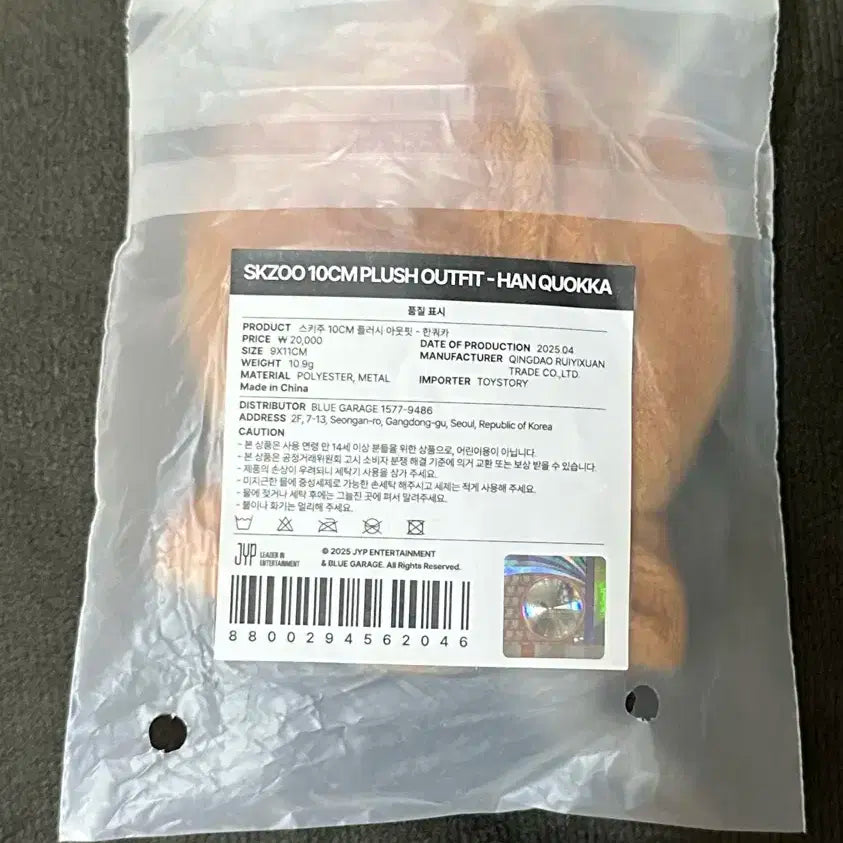 SKZOO 10CM PLUSH OUTFIT - HAN QUOKKA
품질 표시
PRODUCT 스키주 10CM 플러시 아웃핏 - 한쿼카
PRICE ₩ 20,000
SIZE 9X11CM
WEIGHT 10.9g
MATERIAL POLYESTER, METAL
Made in China
DATE OF PRODUCTION 2025.04
MANUFACTURER QINGDAO RUIYIXUAN
TRADE CO.,LTD.
IMPORTER TOYSTORY
DISTRIBUTOR BLUE GARAGE 1577-9486
ADDRESS 2F, 7-13, Seongan-ro, Gangdong-gu, Seoul, Republic of Korea
CAUTION
- 본 상품은 사용 연령 만 14세 이상 분들을 위한 상품으로, 어린이용이 아닙니다.
- 본 상품은 공정거래위원회 고시 소비자 분쟁 해결 기준에 의거 교환 또는 보상 받을 수 있습니다.
- 제품의 손상이 우려되니 세탁기 사용을 삼가 주세요.
- 미지근한 물에 중성세제로 가능한 손세탁 해주시고 세제는 적게 사용해 주세요.
- 물에 젖거나 세탁 후에는 그늘진 곳에 펴서 말려주세요.
- 불이나 화기는 멀리해 주세요.
JYP LEADER IN
ENTERTAINMENT
© 2025 JYP ENTERTAINMENT
& BLUE GARAGE. All Rights Reserved.
8800294562046